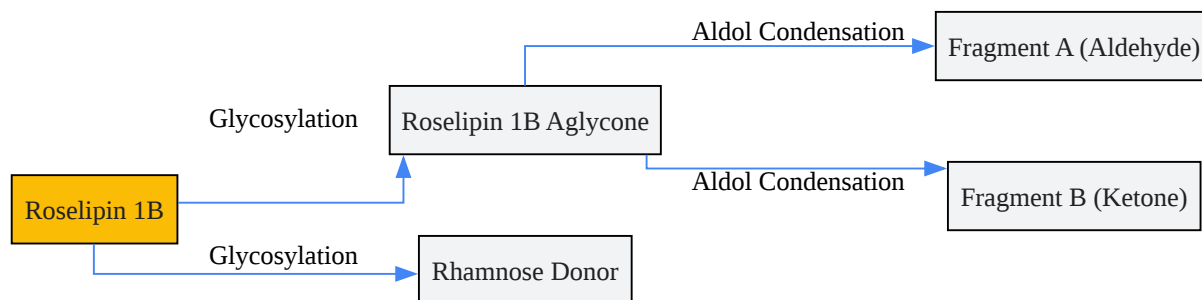 Aldol Condensation
Fragment A (Aldehyde)
Glycosylation
Roselipin 1B Aglycone
Aldol Condensation
Fragment B (Ketone)
Roselipin 1B
Glycosylation
Rhamnose Donor